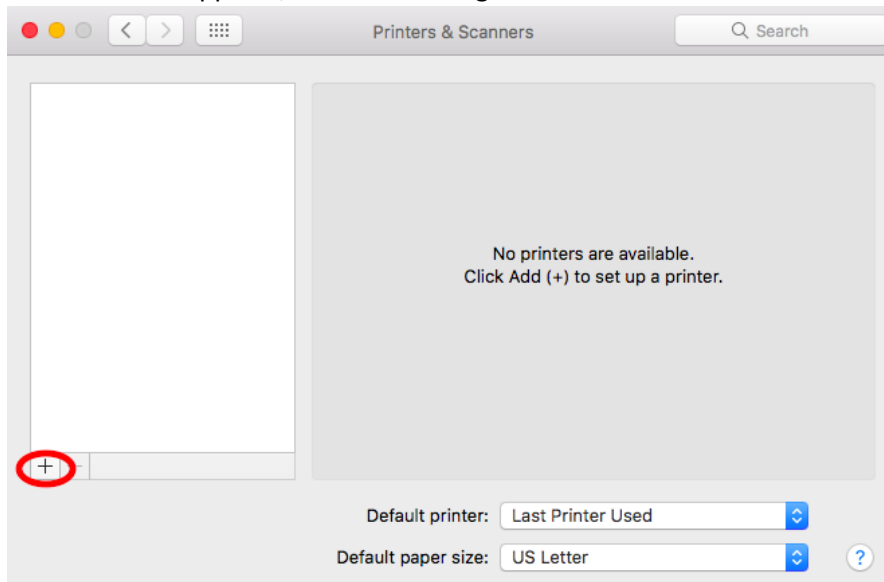 Printers & Scanners
Search
No printers are available.
Click Add (+) to set up a printer.
+ −
Default printer: Last Printer Used
Default paper size: US Letter
?